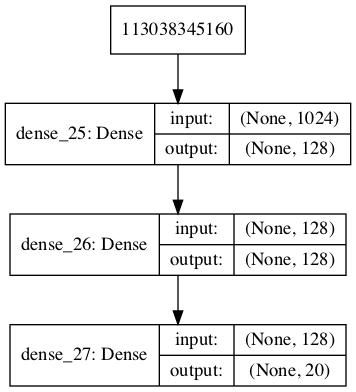 113038345160
dense_25: Dense
input: (None, 1024)
output: (None, 128)
dense_26: Dense
input: (None, 128)
output: (None, 128)
dense_27: Dense
input: (None, 128)
output: (None, 20)